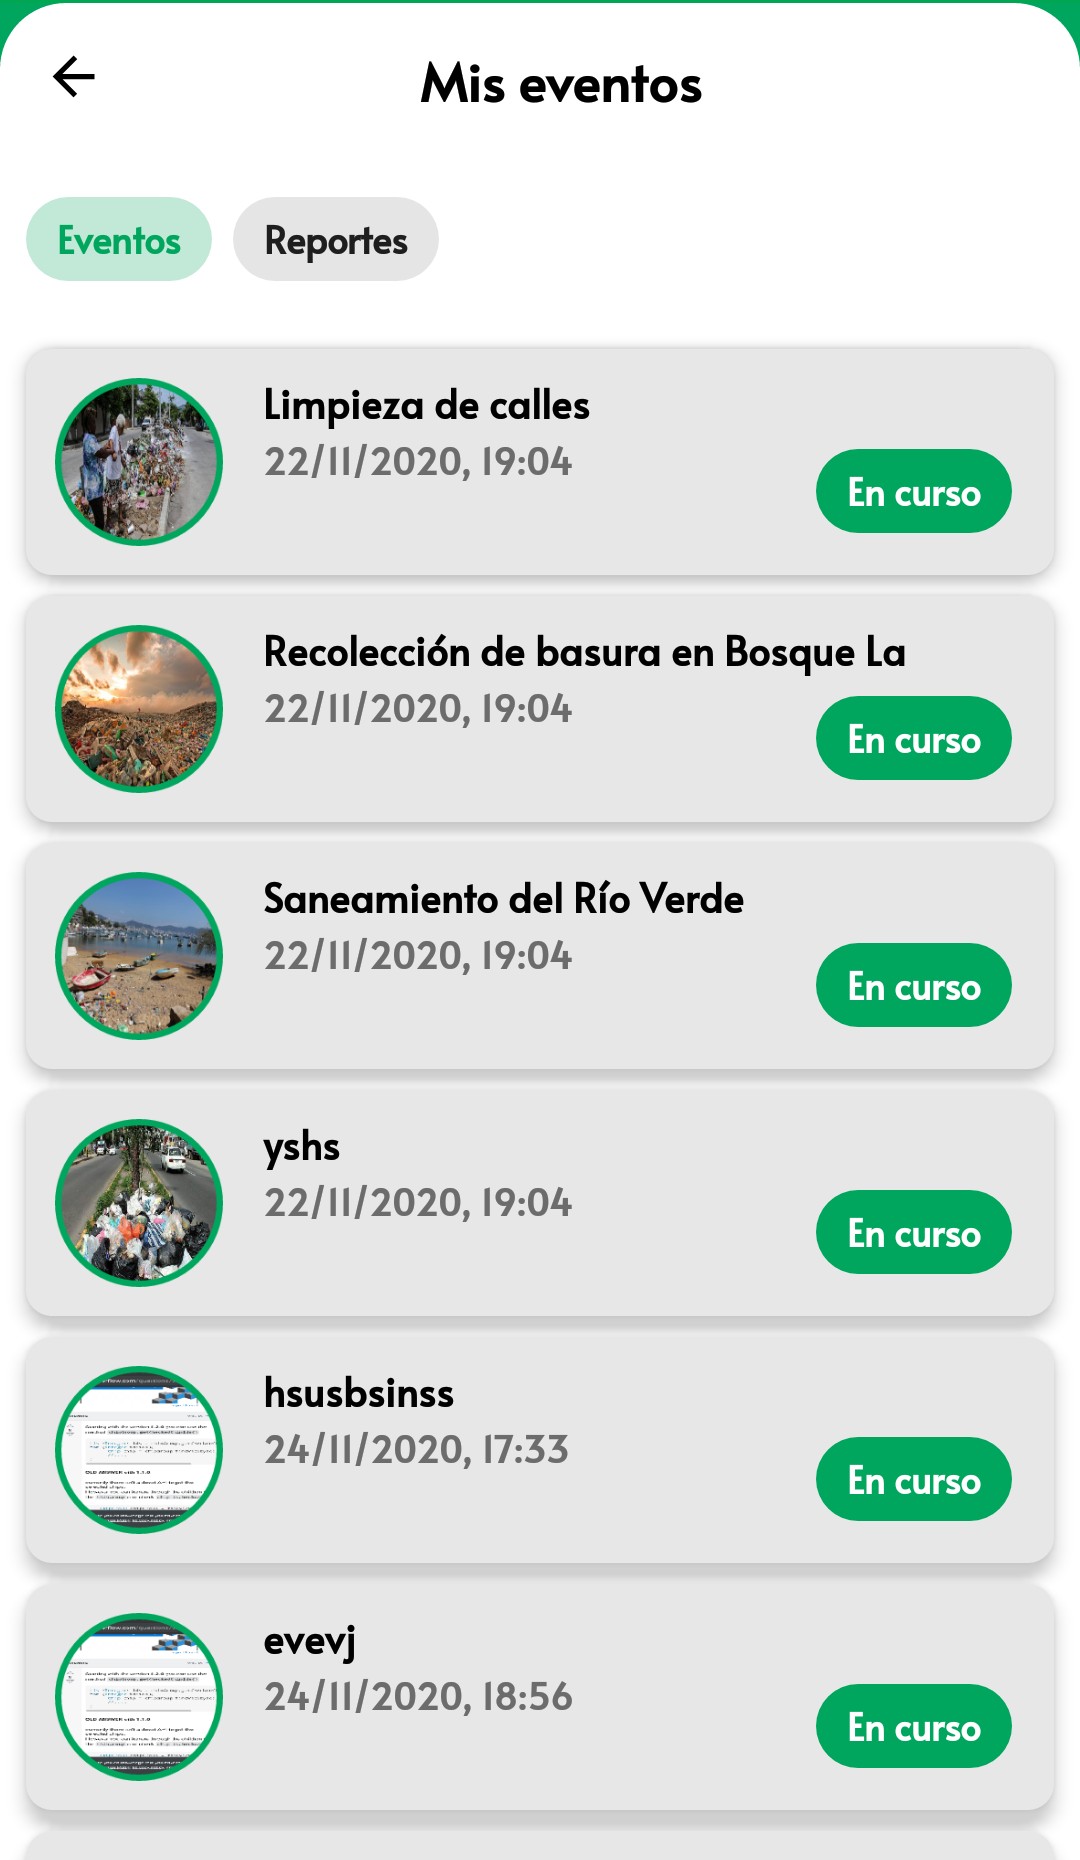 Mis eventos
Eventos Reportes
Limpieza de calles
22/11/2020, 19:04
En curso
Recolección de basura en Bosque La
22/11/2020, 19:04
En curso
Saneamiento del Río Verde
22/11/2020, 19:04
En curso
yshs
22/11/2020, 19:04
En curso
hsusbsinss
24/11/2020, 17:33
En curso
evevj
24/11/2020, 18:56
En curso